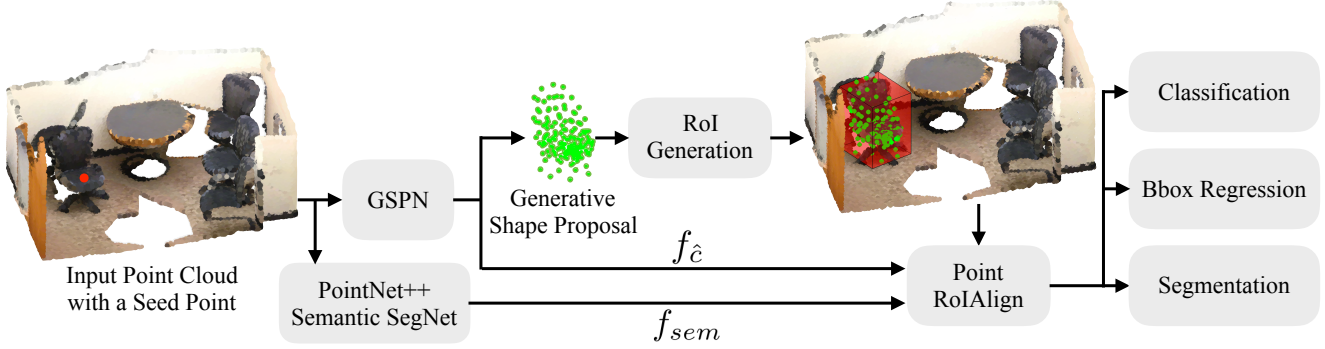 Input Point Cloud
with a Seed Point
GSPN
PointNet++
Semantic SegNet
Generative
Shape Proposal
RoI
Generation
f_ĉ
f_sem
Point
RoIAlign
Classification
Bbox Regression
Segmentation